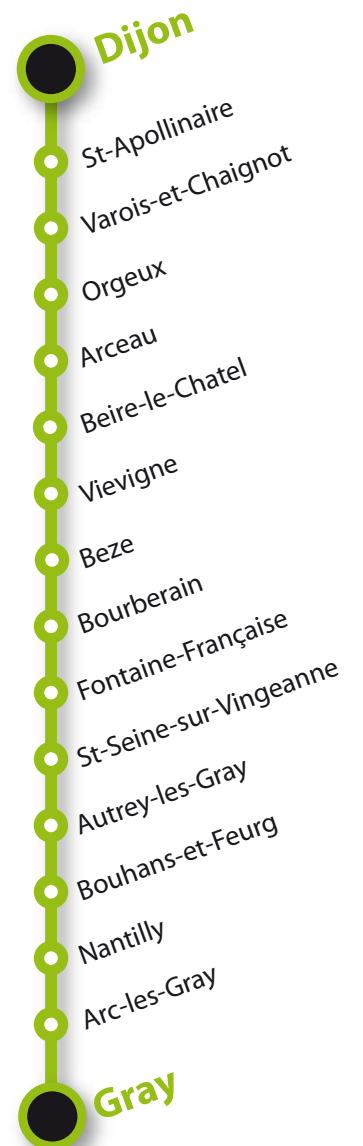 Dijon
St-Apollinaire
Varois-et-Chaignot
Orgeux
Arceau
Beire-le-Chatel
Vievigne
Beze
Bourberain
Fontaine-Française
St-Seine-sur-Vingeanne
Autrey-les-Gray
Bouhans-et-Feurg
Nantilly
Arc-les-Gray
Gray